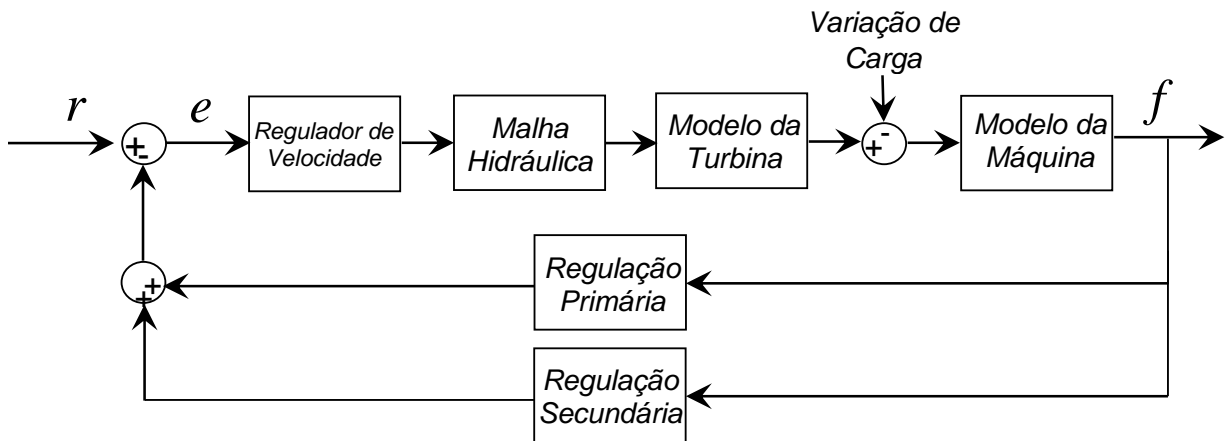 Variação de
Carga
r
e
f
+
-
Regulador de
Velocidade
Malha
Hidráulica
Modelo da
Turbina
-
+
Modelo da
Máquina
+
+
Regulação
Primária
Regulação
Secundária